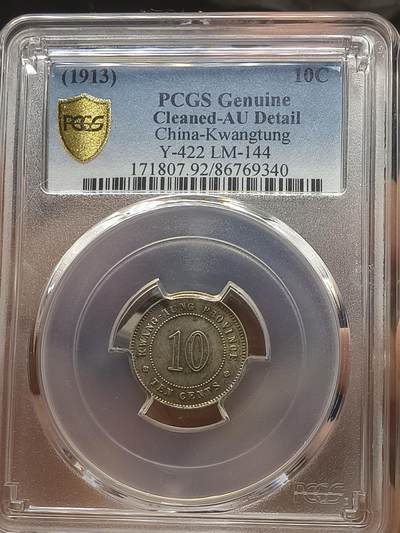 (1913) 10C
PCGS Genuine
Cleaned-AU Detail
China-Kwangtung
Y-422 LM-144
171807.92/86769340
PCGS
KWANG-TUNG PROVINCE
10
TEN CENTS
PCGS